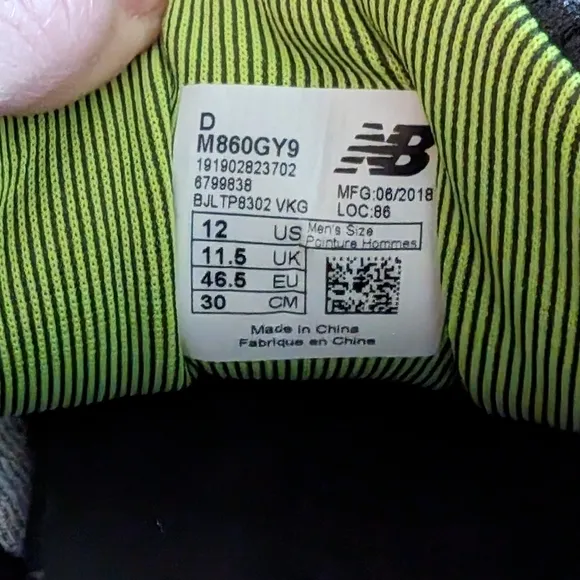 D
M860GY9
191902823702
6799838
BJLTP8302 VKG
NB
MFG:06/2018
LOC:86
12 US
Men's Size
Pointure Hommes
11.5 UK
46.5 EU
30 CM
Made in China
Fabrique en Chine